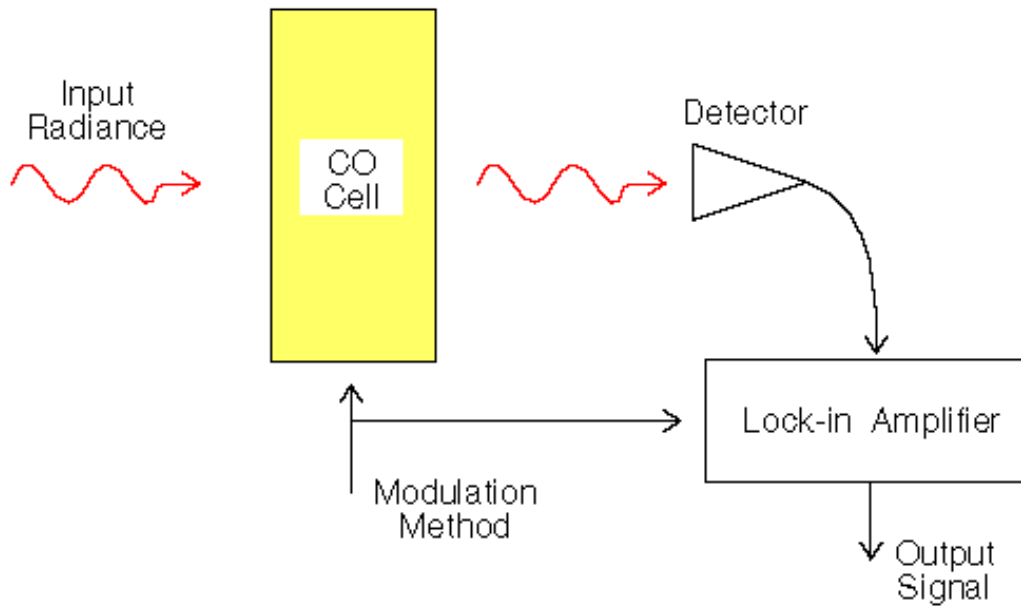 Input
Radiance
CO
Cell
Detector
Lock-in Amplifier
Modulation
Method
Output
Signal